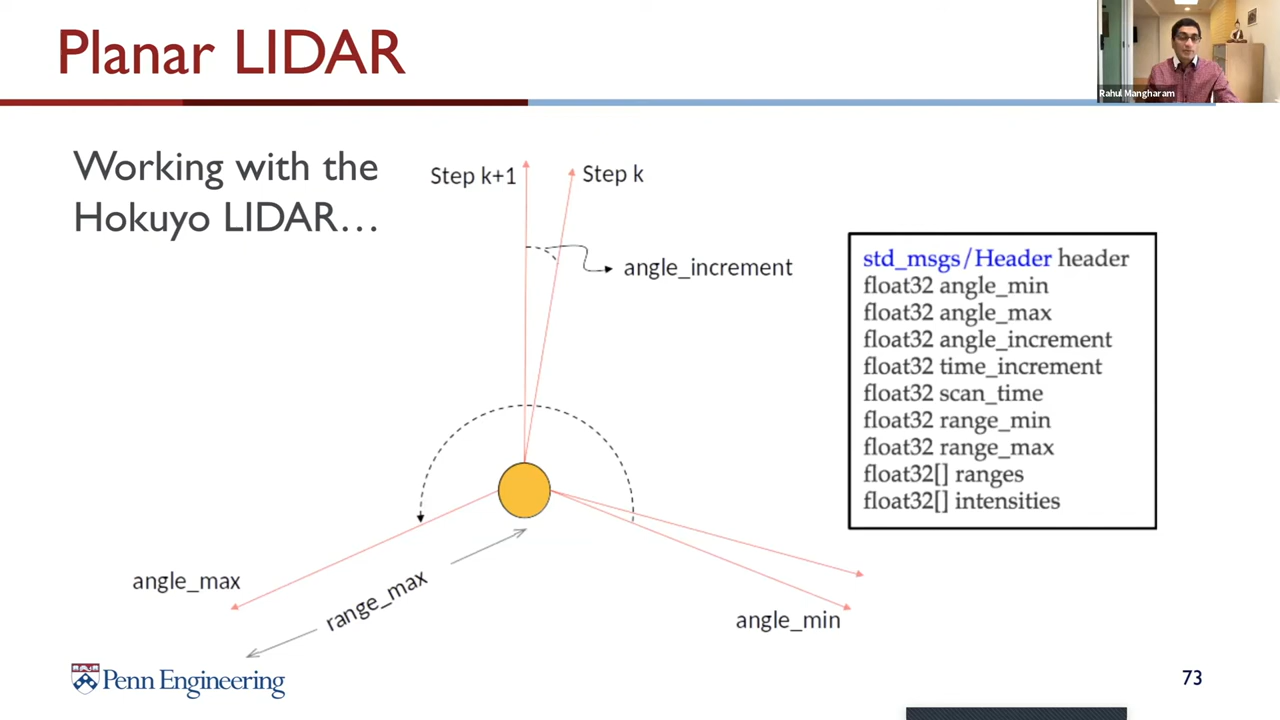 Planar LIDAR
Rahul Mangharam
Working with the
Hokuyo LIDAR…
Step k+1
Step k
angle_increment
std_msgs/Header header
float32 angle_min
float32 angle_max
float32 angle_increment
float32 time_increment
float32 scan_time
float32 range_min
float32 range_max
float32[] ranges
float32[] intensities
angle_max
range_max
angle_min
Penn Engineering
73